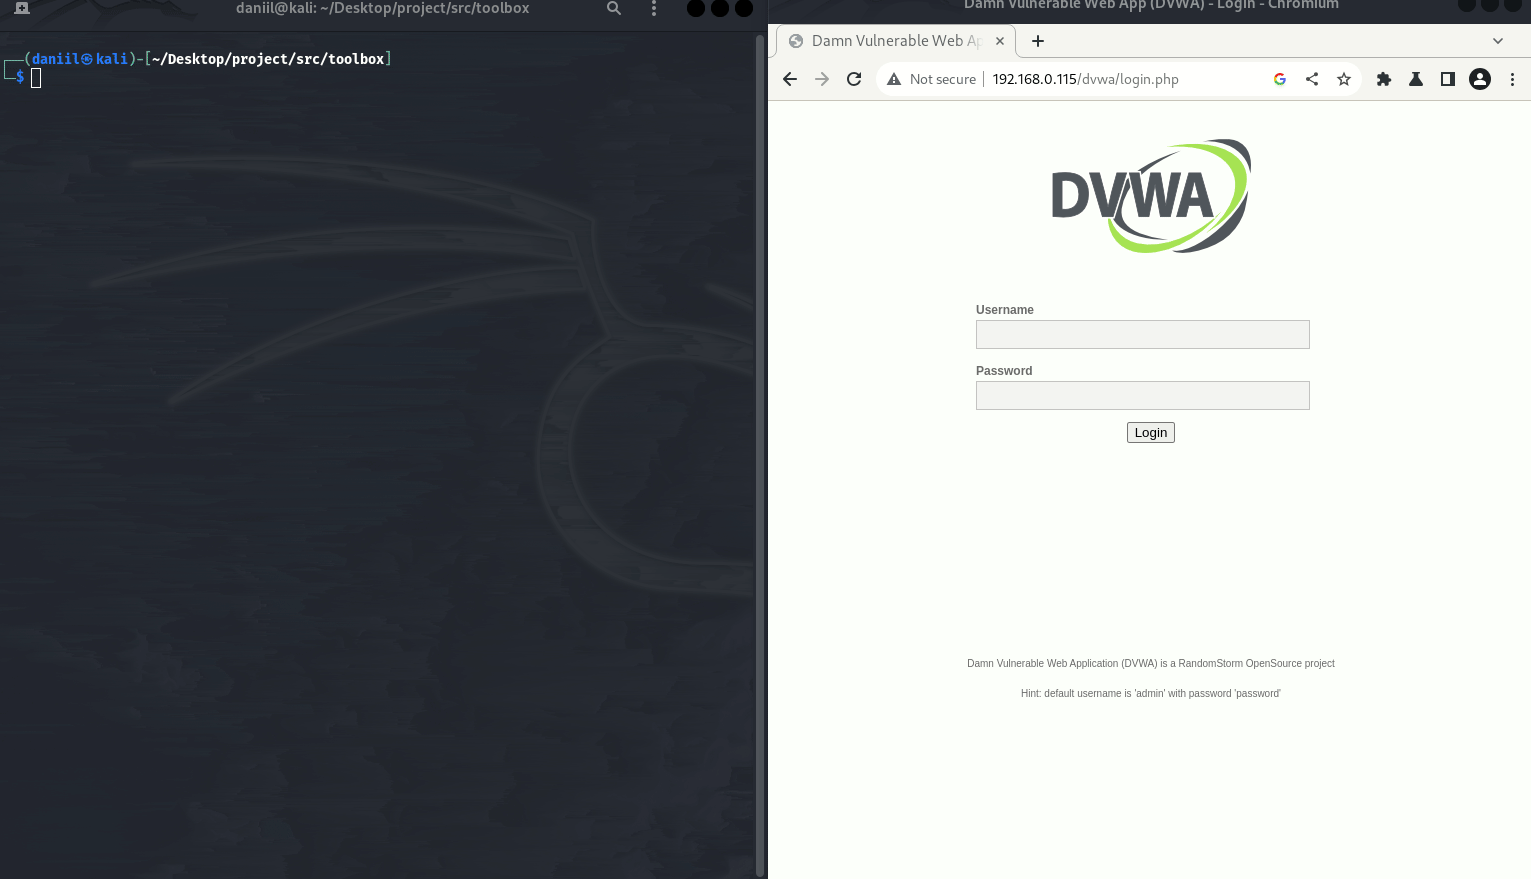 daniil@kali: ~/Desktop/project/src/toolbox
(daniil㉿kali)-[~/Desktop/project/src/toolbox]
$
Damn Vulnerable Web App (DVWA) - Login - Chromium
Damn Vulnerable Web Ap
Not secure | 192.168.0.115/dvwa/login.php
DVWA
Username
Password
Login
Damn Vulnerable Web Application (DVWA) is a RandomStorm OpenSource project
Hint: default username is 'admin' with password 'password'